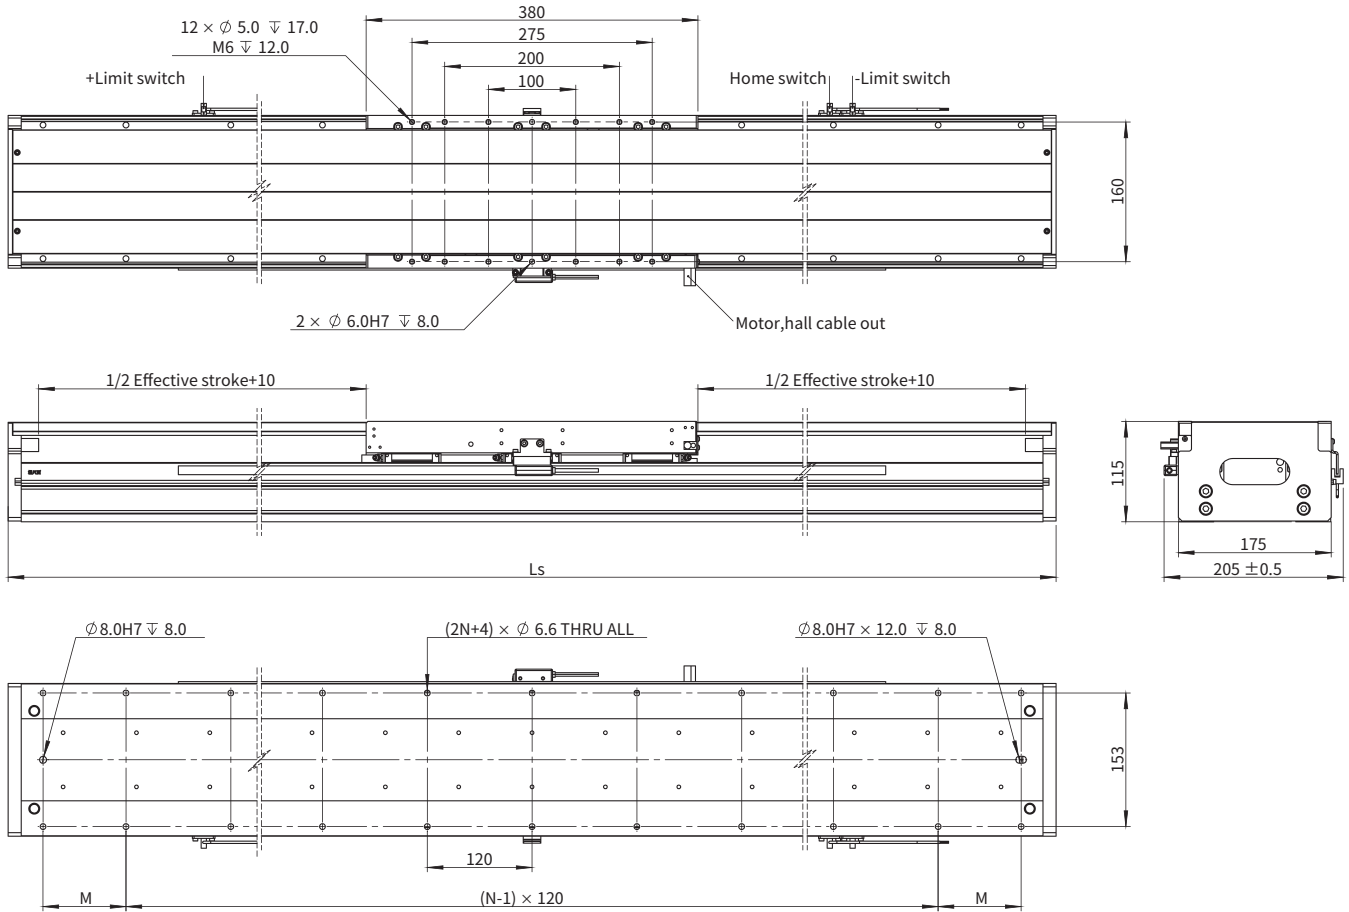 380
12 × ∅ 5.0 ↧ 17.0
275
M6 ↧ 12.0
200
+Limit switch
100
Home switch
-Limit switch
160
2 × ∅ 6.0H7 ↧ 8.0
Motor,hall cable out
1/2 Effective stroke+10
1/2 Effective stroke+10
115
175
Ls
205 ±0.5
∅8.0H7 ↧ 8.0
(2N+4) × ∅ 6.6 THRU ALL
∅8.0H7 × 12.0 ↧ 8.0
153
120
M
(N-1) × 120
M